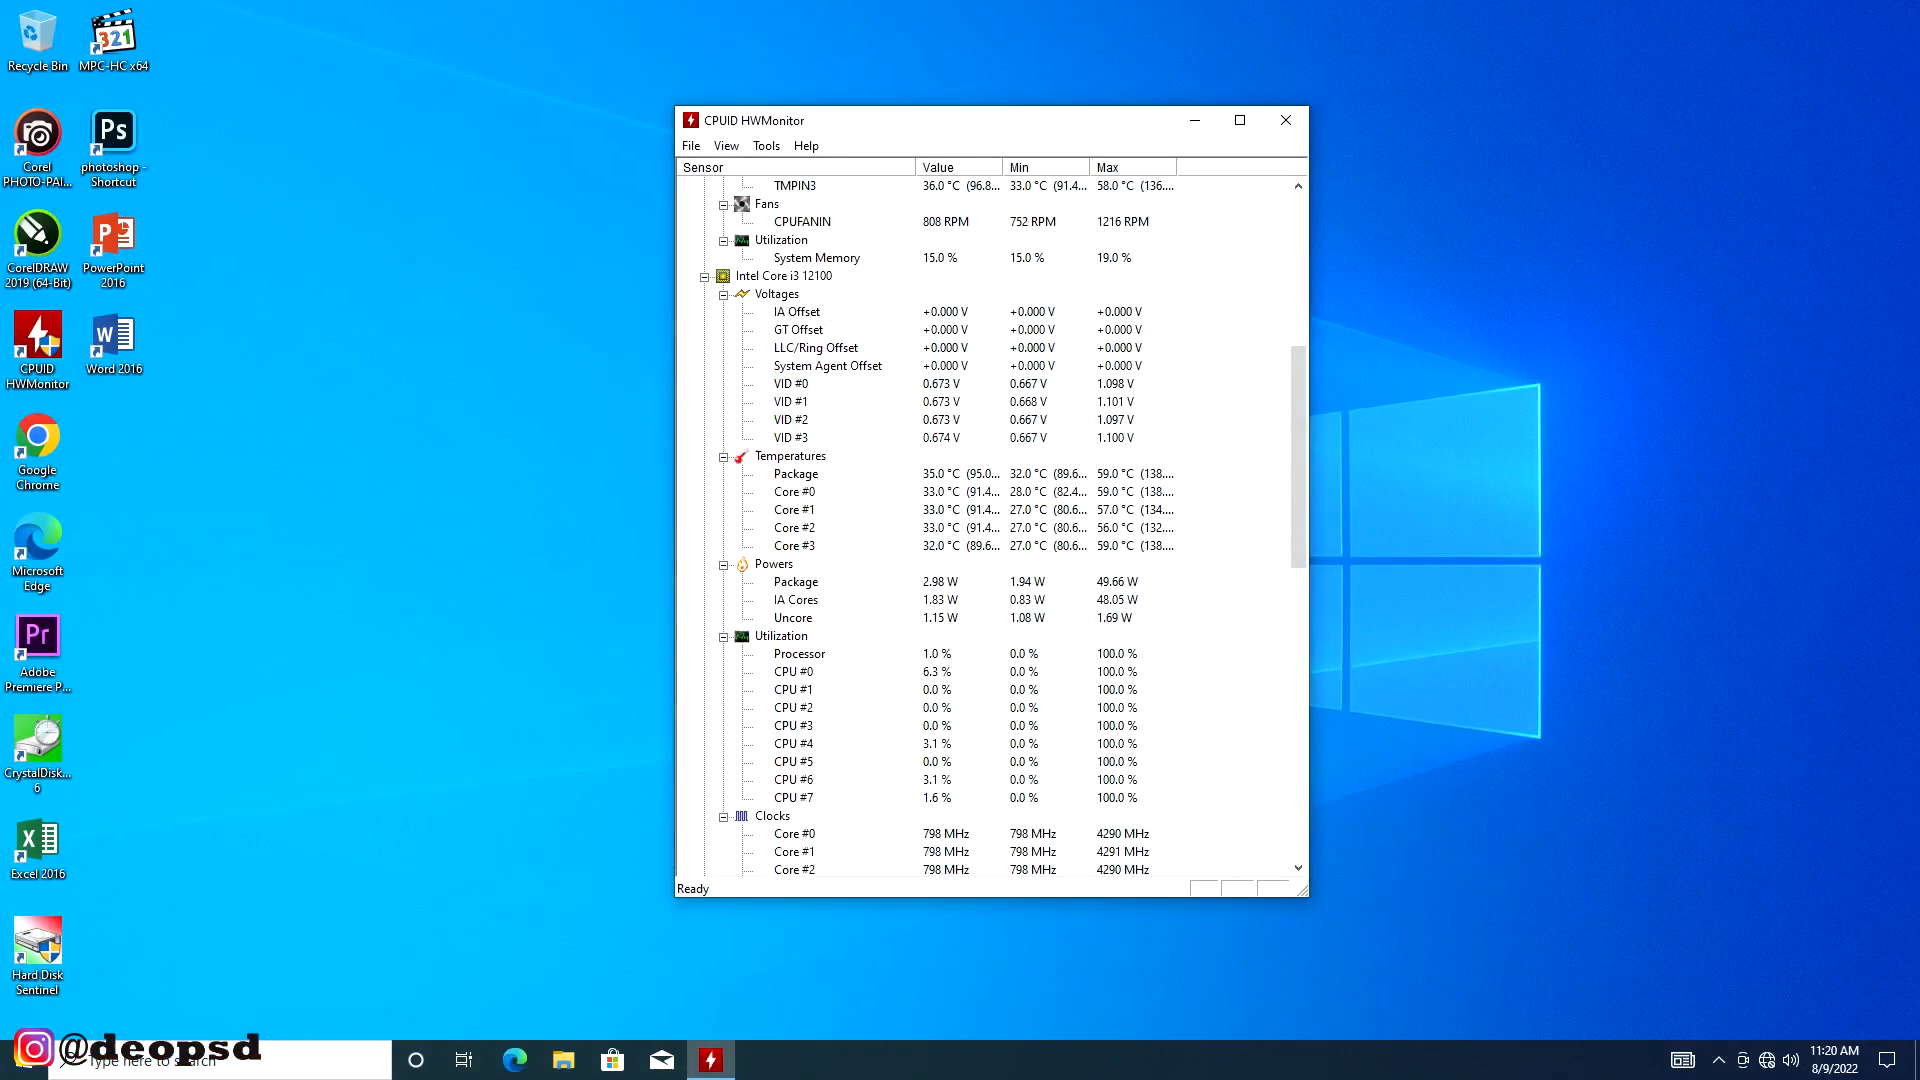 Recycle Bin
MPC-HC x64
Corel
PHOTO-PAI...
photoshop -
Shortcut
CorelDRAW
2019 (64-Bit)
PowerPoint
2016
CPUID
HWMonitor
Word 2016
Google
Chrome
Microsoft
Edge
Adobe
Premiere P...
CrystalDisk...
6
Excel 2016
Hard Disk
Sentinel
CPUID HWMonitor
File View Tools Help
Sensor Value Min Max
TMPIN3 36.0 °C (96.8... 33.0 °C (91.4... 58.0 °C (136....
Fans
CPUFANIN 808 RPM 752 RPM 1216 RPM
Utilization
System Memory 15.0 % 15.0 % 19.0 %
Intel Core i3 12100
Voltages
IA Offset +0.000 V +0.000 V +0.000 V
GT Offset +0.000 V +0.000 V +0.000 V
LLC/Ring Offset +0.000 V +0.000 V +0.000 V
System Agent Offset +0.000 V +0.000 V +0.000 V
VID #0 0.673 V 0.667 V 1.098 V
VID #1 0.673 V 0.668 V 1.101 V
VID #2 0.673 V 0.667 V 1.097 V
VID #3 0.674 V 0.667 V 1.100 V
Temperatures
Package 35.0 °C (95.0... 32.0 °C (89.6... 59.0 °C (138....
Core #0 33.0 °C (91.4... 28.0 °C (82.4... 59.0 °C (138....
Core #1 33.0 °C (91.4... 27.0 °C (80.6... 57.0 °C (134....
Core #2 33.0 °C (91.4... 27.0 °C (80.6... 56.0 °C (132....
Core #3 32.0 °C (89.6... 27.0 °C (80.6... 59.0 °C (138....
Powers
Package 2.98 W 1.94 W 49.66 W
IA Cores 1.83 W 0.83 W 48.05 W
Uncore 1.15 W 1.08 W 1.69 W
Utilization
Processor 1.0 % 0.0 % 100.0 %
CPU #0 6.3 % 0.0 % 100.0 %
CPU #1 0.0 % 0.0 % 100.0 %
CPU #2 0.0 % 0.0 % 100.0 %
CPU #3 0.0 % 0.0 % 100.0 %
CPU #4 3.1 % 0.0 % 100.0 %
CPU #5 0.0 % 0.0 % 100.0 %
CPU #6 3.1 % 0.0 % 100.0 %
CPU #7 1.6 % 0.0 % 100.0 %
Clocks
Core #0 798 MHz 798 MHz 4290 MHz
Core #1 798 MHz 798 MHz 4291 MHz
Core #2 798 MHz 798 MHz 4290 MHz
Ready
@deopsd
Type here to search
11:20 AM
8/9/2022